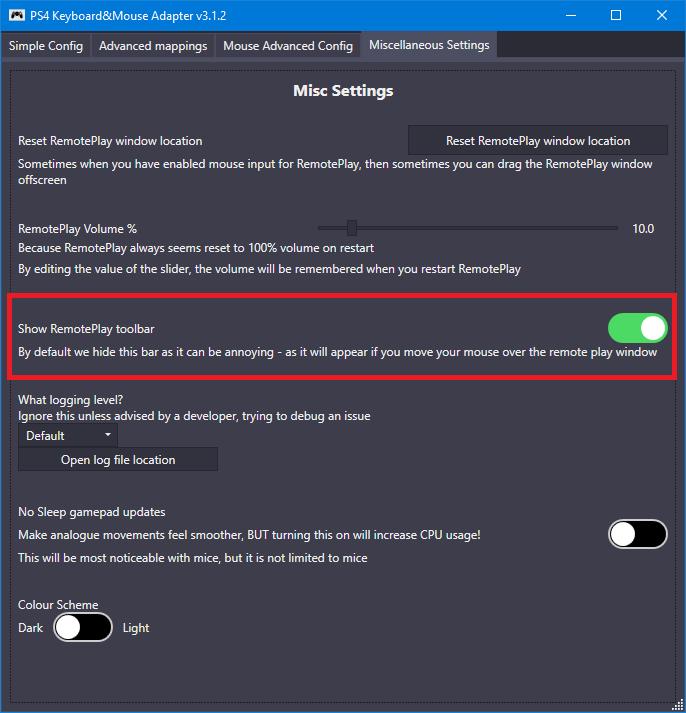 PS4 Keyboard&Mouse Adapter v3.1.2
Simple Config Advanced mappings Mouse Advanced Config Miscellaneous Settings
Misc Settings
Reset RemotePlay window location Reset RemotePlay window location
Sometimes when you have enabled mouse input for RemotePlay, then sometimes you can drag the RemotePlay window
offscreen
RemotePlay Volume % 10.0
Because RemotePlay always seems reset to 100% volume on restart
By editing the value of the slider, the volume will be remembered when you restart RemotePlay
Show RemotePlay toolbar
By default we hide this bar as it can be annoying - as it will appear if you move your mouse over the remote play window
What logging level?
Ignore this unless advised by a developer, trying to debug an issue
Default
Open log file location
No Sleep gamepad updates
Make analogue movements feel smoother, BUT turning this on will increase CPU usage!
This will be most noticeable with mice, but it is not limited to mice
Colour Scheme
Dark Light